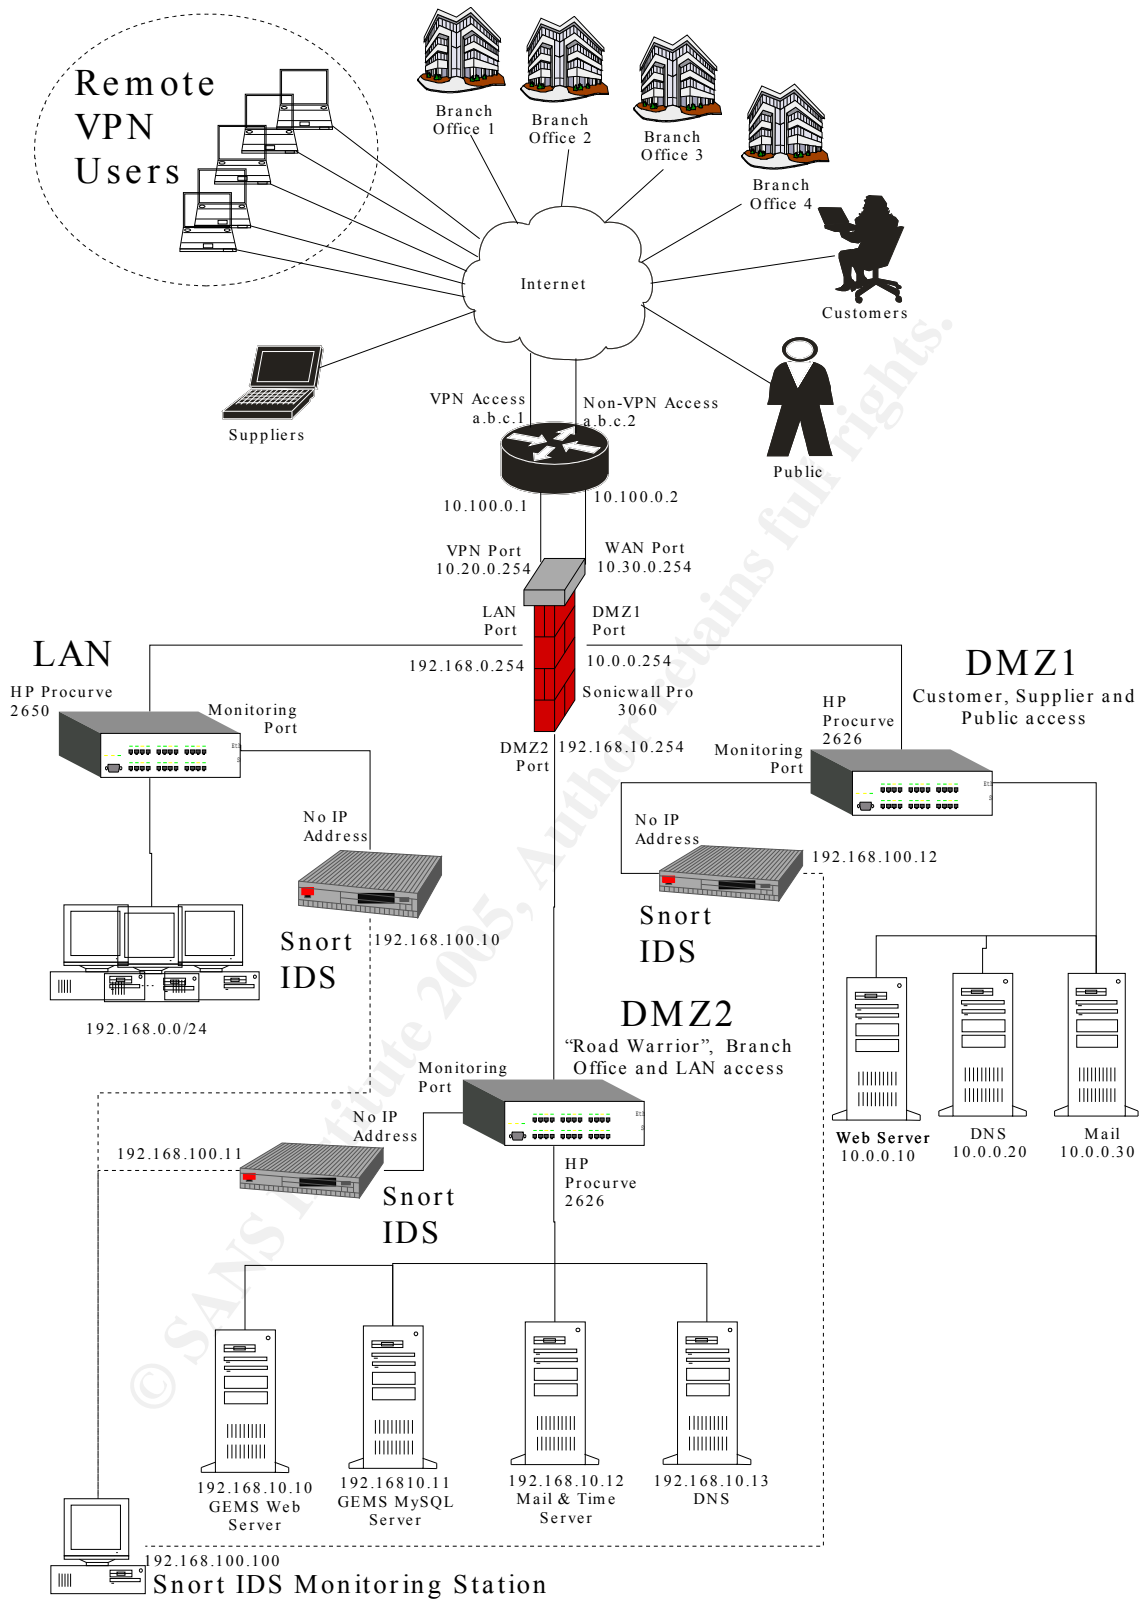 Remote
VPN
Users
Branch
Office 1
Branch
Office 2
Branch
Office 3
Branch
Office 4
Internet
Customers
Suppliers
Public
VPN Access
a.b.c.1
Non-VPN Access
a.b.c.2
10.100.0.1
10.100.0.2
VPN Port
10.20.0.254
WAN Port
10.30.0.254
LAN
Port
DMZ1
Port
192.168.0.254
10.0.0.254
Sonicwall Pro
3060
DMZ2
Port
192.168.10.254
LAN
HP Procurve
2650
Monitoring
Port
No IP
Address
Snort
IDS
192.168.100.10
192.168.0.0/24
DMZ1
Customer, Supplier and
Public access
HP
Procurve
2626
Monitoring
Port
No IP
Address
192.168.100.12
Snort
IDS
Web Server
10.0.0.10
DNS
10.0.0.20
Mail
10.0.0.30
DMZ2
“Road Warrior”, Branch
Office and LAN access
Monitoring
Port
No IP
Address
192.168.100.11
Snort
IDS
HP
Procurve
2626
192.168.10.10
GEMS Web
Server
192.16810.11
GEMS MySQL
Server
192.168.10.12
Mail & Time
Server
192.168.10.13
DNS
192.168.100.100
Snort IDS Monitoring Station
© SANS Institute 2005, Author retains full rights.